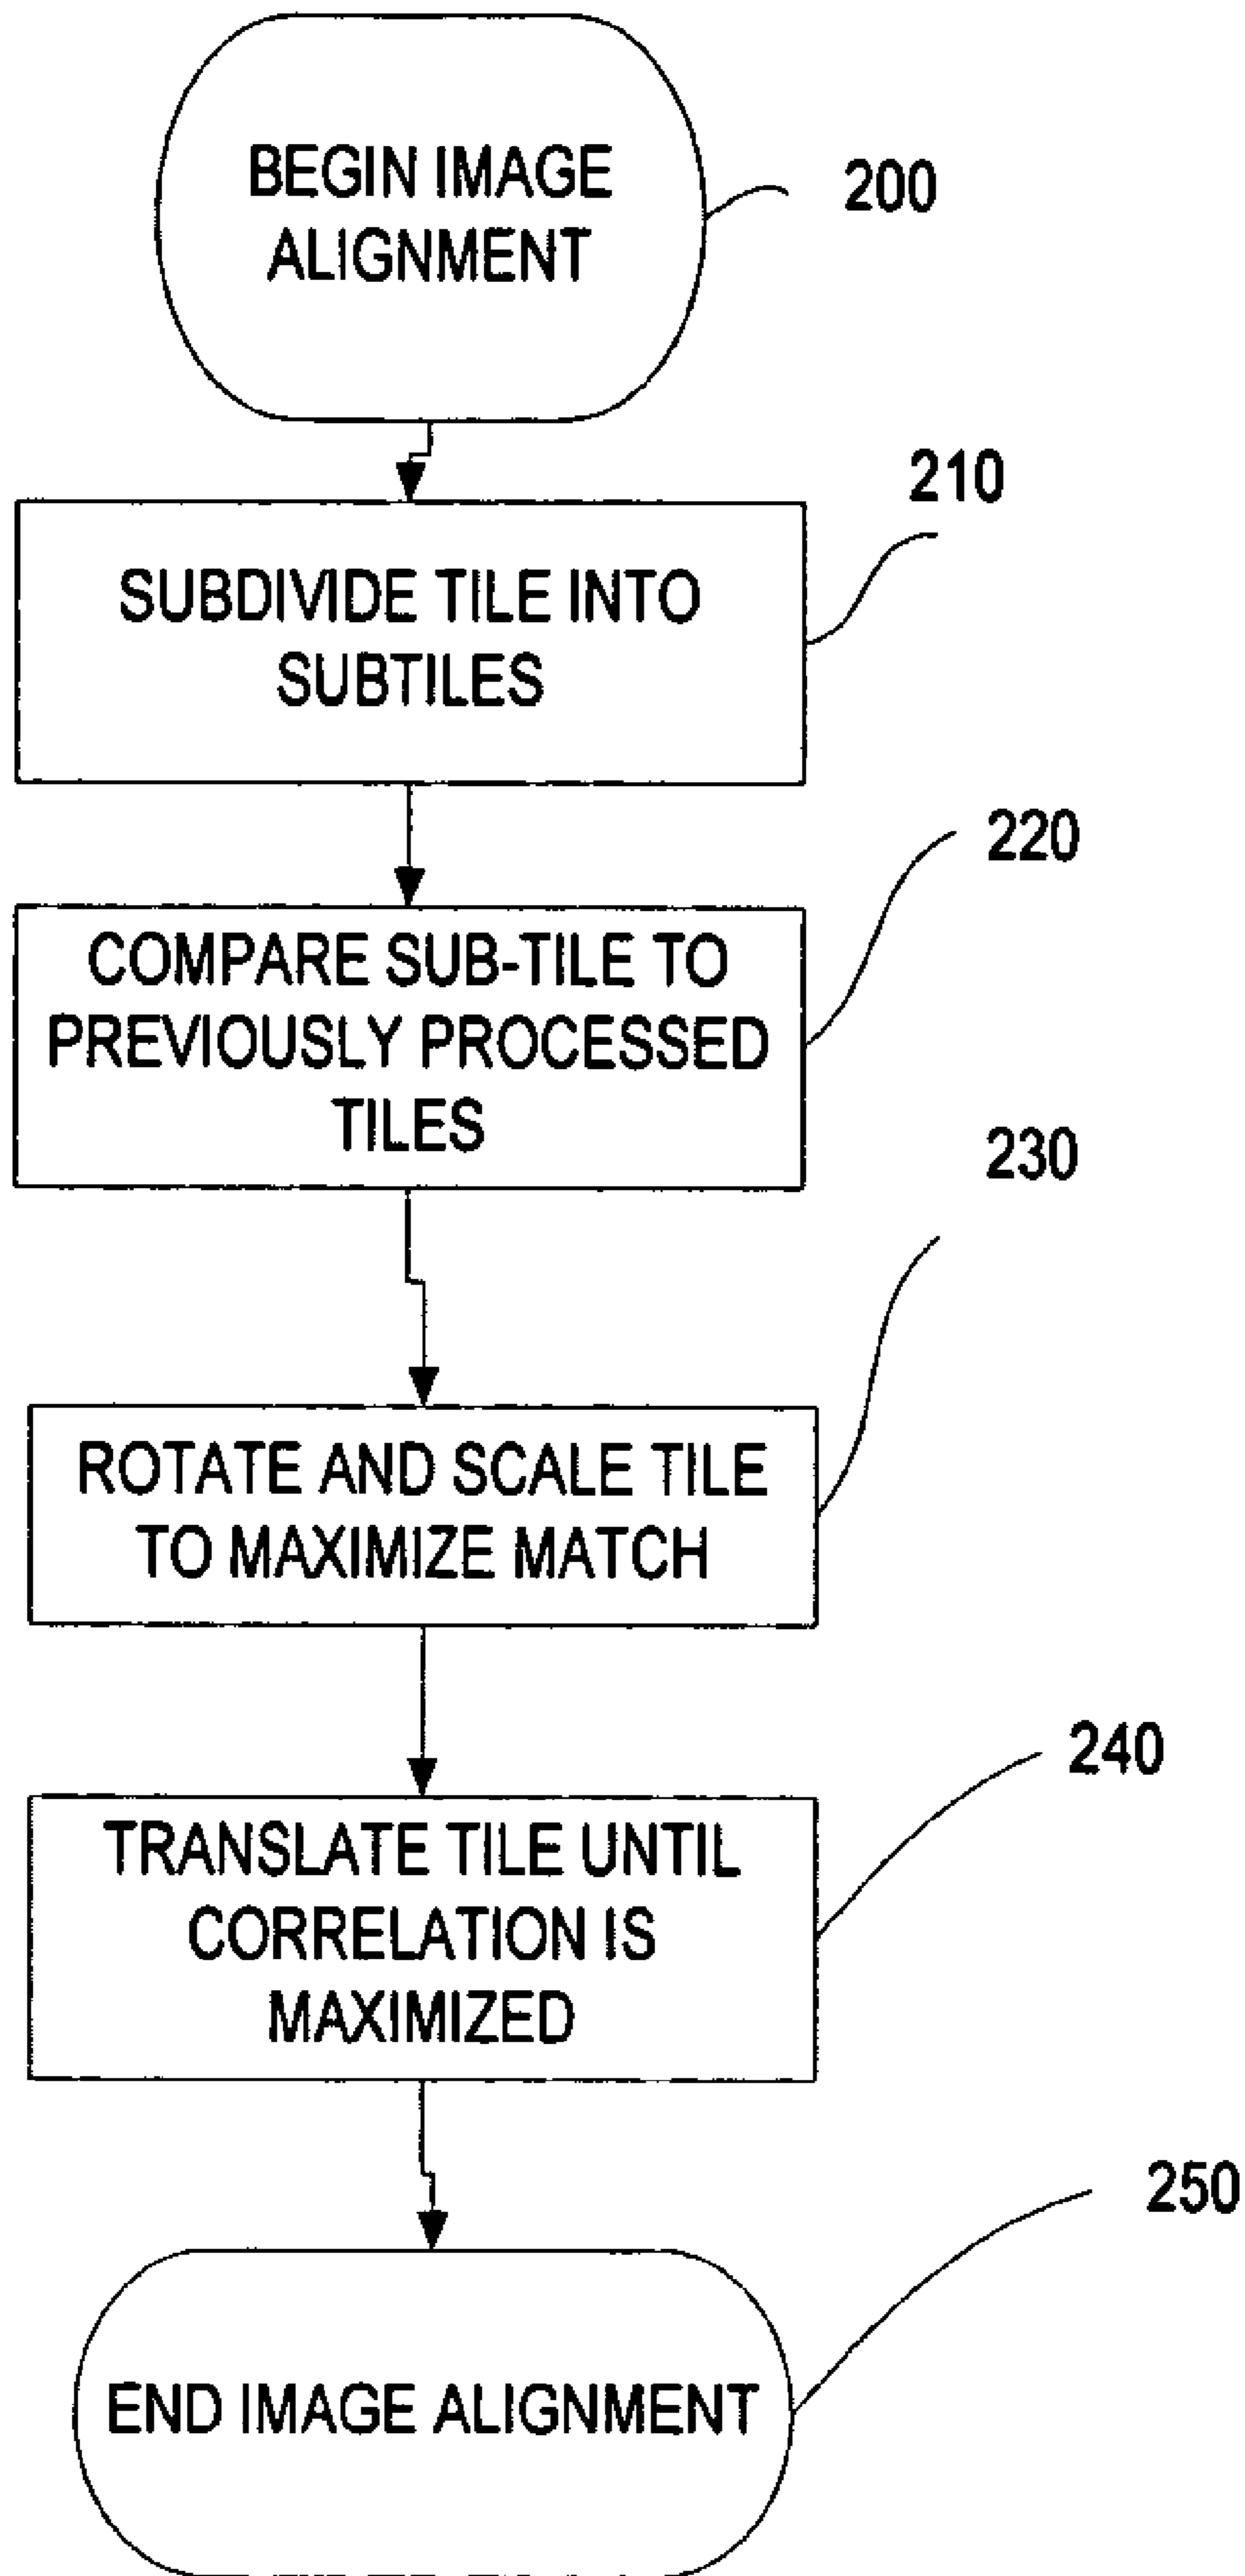 BEGIN IMAGE
ALIGNMENT
200
210
SUBDIVIDE TILE INTO
SUBTILES
220
COMPARE SUB-TILE TO
PREVIOUSLY PROCESSED
TILES
230
ROTATE AND SCALE TILE
TO MAXIMIZE MATCH
240
TRANSLATE TILE UNTIL
CORRELATION IS
MAXIMIZED
250
END IMAGE ALIGNMENT